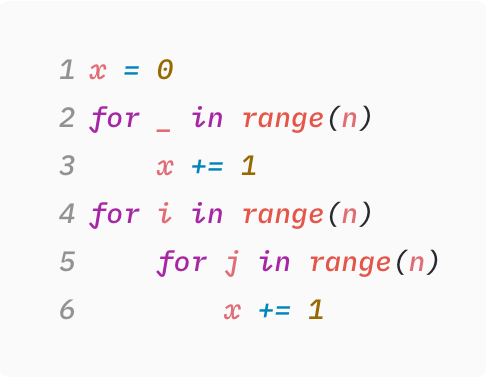 1 x = 0
2 for _ in range(n)
3     x += 1
4 for i in range(n)
5     for j in range(n)
6         x += 1